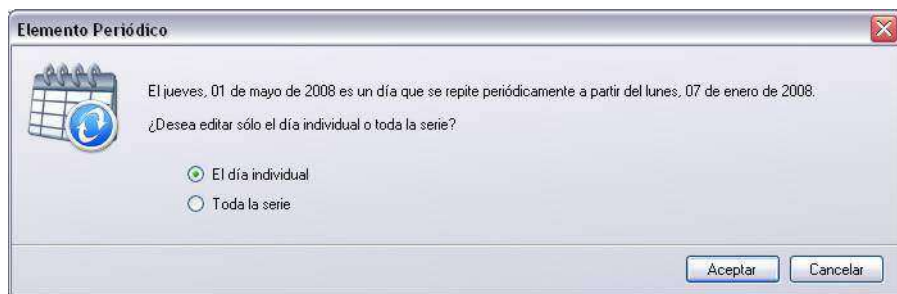 Elemento Periódico
El jueves, 01 de mayo de 2008 es un día que se repite periódicamente a partir del lunes, 07 de enero de 2008.
¿Desea editar sólo el día individual o toda la serie?
El día individual
Toda la serie
Aceptar
Cancelar